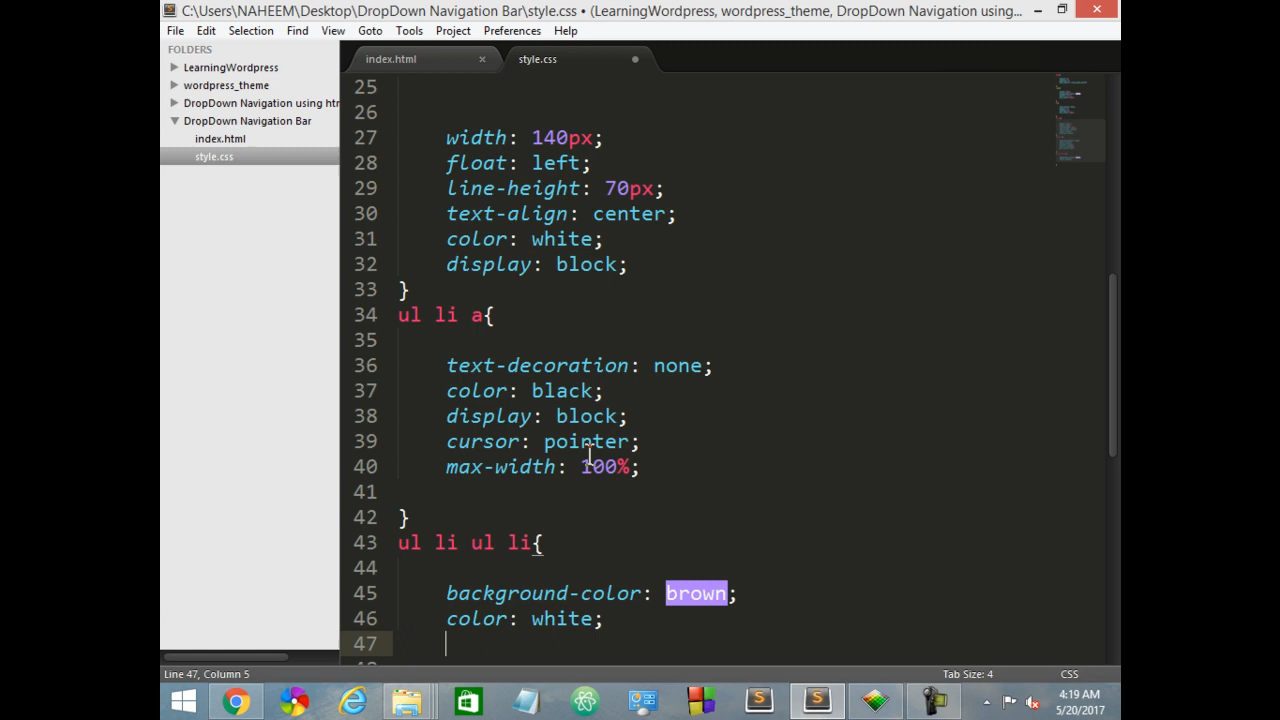 C:\Users\NAHEEM\Desktop\DropDown Navigation Bar\style.css • (LearningWordpress, wordpress_theme, DropDown Navigation using...
File Edit Selection Find View Goto Tools Project Preferences Help
FOLDERS
LearningWordpress
wordpress_theme
DropDown Navigation using htm
DropDown Navigation Bar
index.html
style.css
index.html style.css
25
26
27 width: 140px;
28 float: left;
29 line-height: 70px;
30 text-align: center;
31 color: white;
32 display: block;
33 }
34 ul li a{
35
36 text-decoration: none;
37 color: black;
38 display: block;
39 cursor: pointer;
40 max-width: 100%;
41
42 }
43 ul li ul li{
44
45 background-color: brown;
46 color: white;
47
Line 47, Column 5 Tab Size: 4 CSS
4:19 AM
5/20/2017